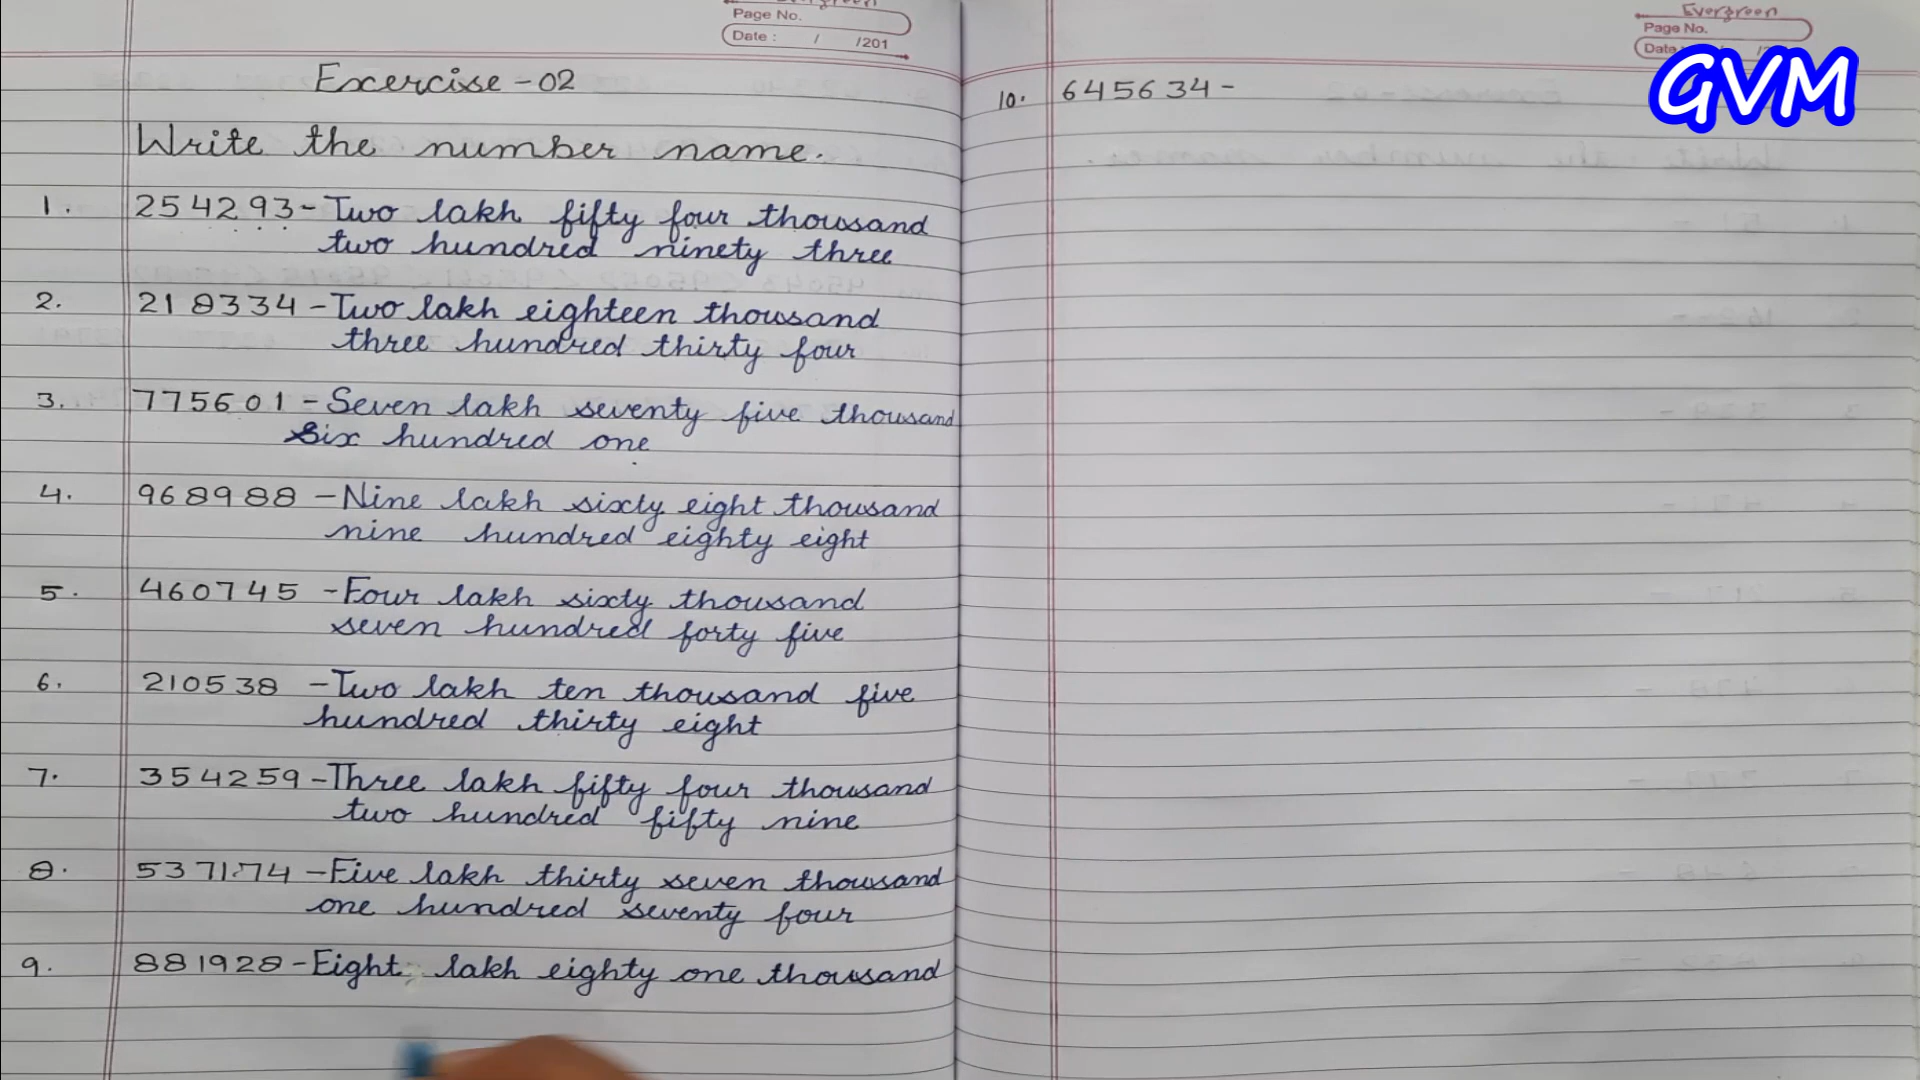 Page No.
Date : / /201
Excercise - 02
Write the number name.
1. 254293 - Two lakh fifty four thousand
two hundred ninety three
2. 218334 - Two lakh eighteen thousand
three hundred thirty four
3. 775601 - Seven lakh seventy five thousand
six hundred one
4. 968988 - Nine lakh sixty eight thousand
nine hundred eighty eight
5. 460745 - Four lakh sixty thousand
seven hundred forty five
6. 210538 - Two lakh ten thousand five
hundred thirty eight
7. 354259 - Three lakh fifty four thousand
two hundred fifty nine
8. 537174 - Five lakh thirty seven thousand
one hundred seventy four
9. 881928 - Eight lakh eighty one thousand
Evergreen
Page No.
Date
GVM
10. 645634 -